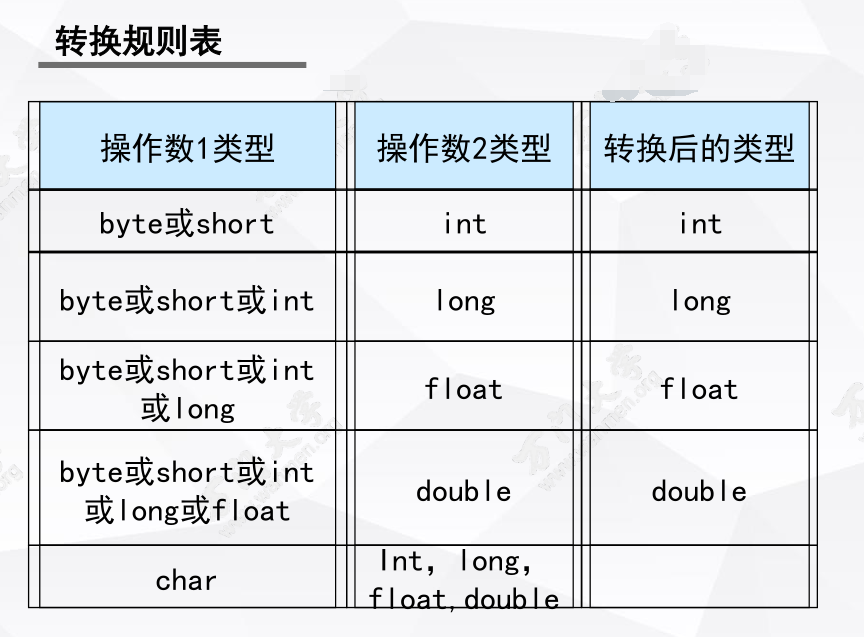 转换规则表
操作数1类型 操作数2类型 转换后的类型
byte或short int int
byte或short或int long long
byte或short或int
或long
float float
byte或short或int
或long或float
double double
char
Int，long，
float,double